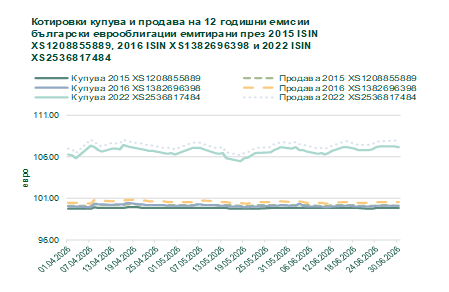 Котировки купува и продава на 12 годишни емисии
български еврооблигации емитирани през 2015 ISIN
XS1208855889, 2016 ISIN XS1382696398 и 2022 ISIN
XS2536817484
Купува 2015 XS1208855889
Продава 2015 XS1208855889
Купува 2016 XS1382696398
Продава 2016 XS1382696398
Купува 2022 XS2536817484
Продава 2022 XS2536817484
евро
111.00
106.00
101.00
96.00
01.04.2026
07.04.2026
13.04.2026
19.04.2026
25.04.2026
01.05.2026
07.05.2026
13.05.2026
19.05.2026
25.05.2026
31.05.2026
06.06.2026
12.06.2026
18.06.2026
24.06.2026
30.06.2026